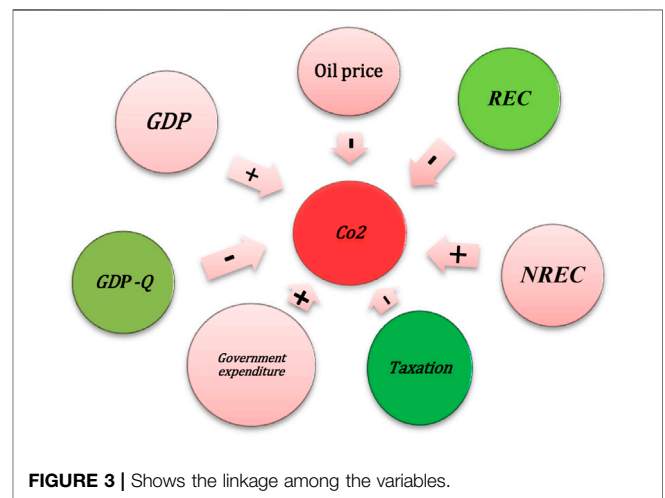 Oil price
REC
GDP
-
-
+
Co2
GDP-Q
-
+
NREC
+
-
Government
expenditure
Taxation
FIGURE 3 | Shows the linkage among the variables.